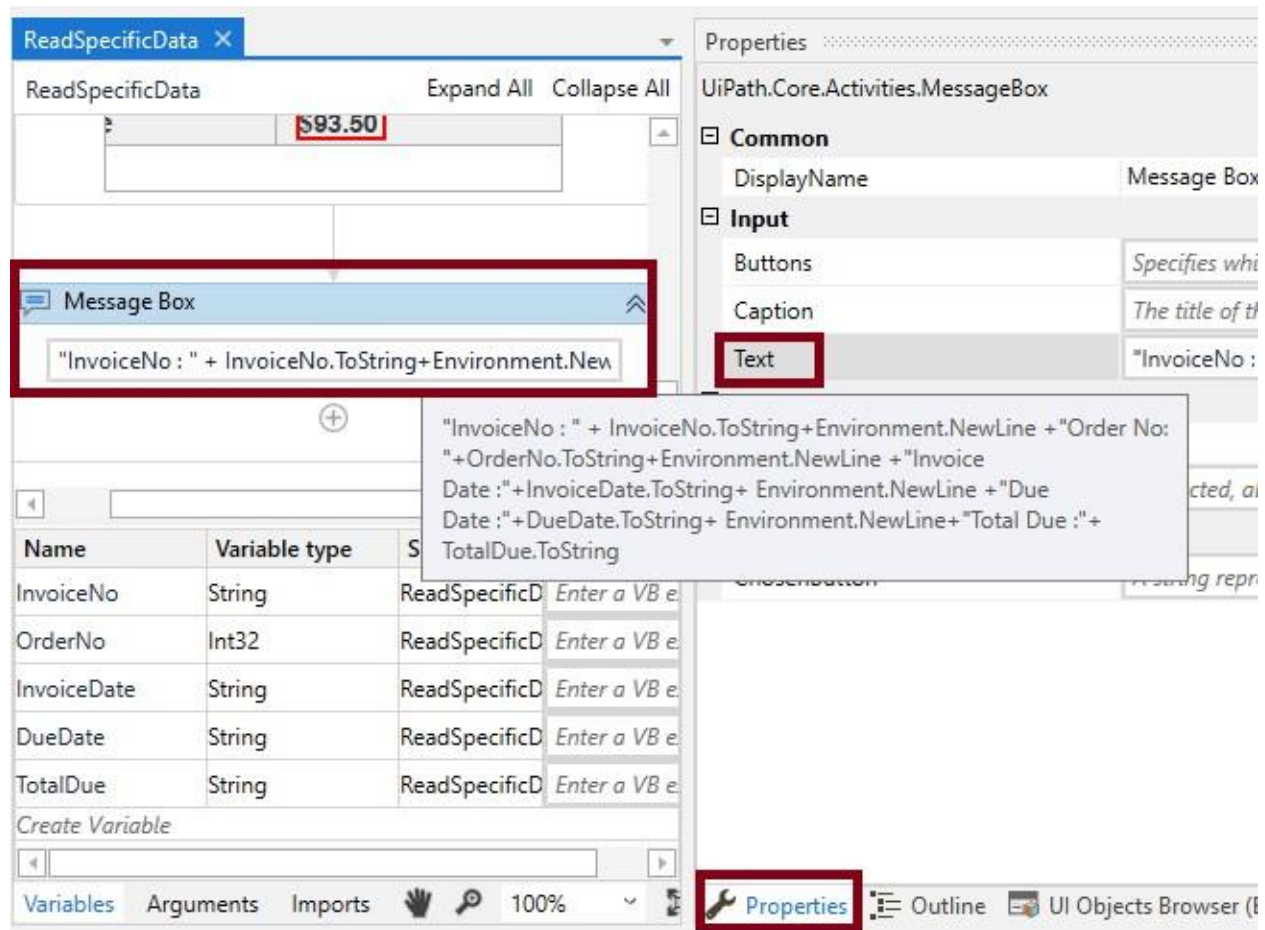 ReadSpecificData
ReadSpecificData Expand All Collapse All
$93.50
Message Box
"InvoiceNo : " + InvoiceNo.ToString+Environment.New
Name Variable type S
InvoiceNo String ReadSpecificD Enter a VB e
OrderNo Int32 ReadSpecificD Enter a VB e
InvoiceDate String ReadSpecificD Enter a VB e
DueDate String ReadSpecificD Enter a VB e
TotalDue String ReadSpecificD Enter a VB e
Create Variable
Variables Arguments Imports 100%
"InvoiceNo : " + InvoiceNo.ToString+Environment.NewLine +"Order No:
"+OrderNo.ToString+Environment.NewLine +"Invoice
Date :"+InvoiceDate.ToString+ Environment.NewLine +"Due
Date :"+DueDate.ToString+ Environment.NewLine+"Total Due :"+
TotalDue.ToString
Properties
UiPath.Core.Activities.MessageBox
Common
DisplayName Message Box
Input
Buttons Specifies whi
Caption The title of th
Text "InvoiceNo :
cted, al
ChosenButton A string repre
Properties Outline UI Objects Browser (